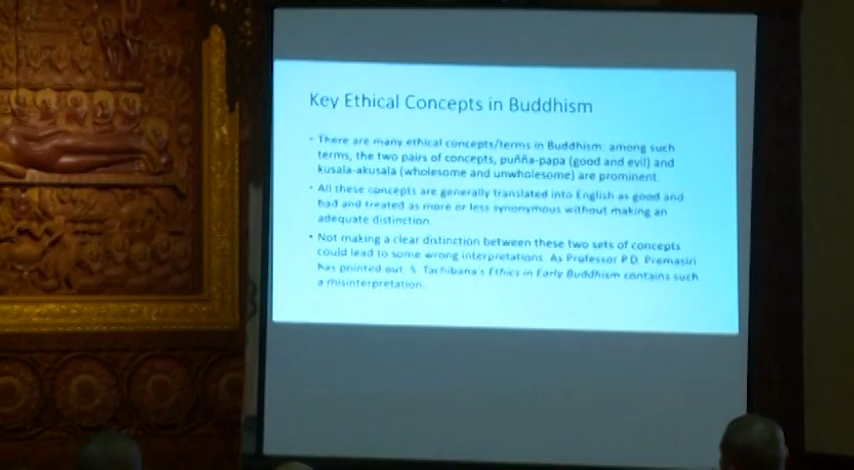 Key Ethical Concepts in Buddhism
• There are many ethical concepts/terms in Buddhism: among such
terms, the two pairs of concepts, puñña-papa (good and evil) and
kusala-akusala (wholesome and unwholesome) are prominent.
• All these concepts are generally translated into English as good and
bad and treated as more or less synonymous without making an
adequate distinction.
• Not making a clear distinction between these two sets of concepts
could lead to some wrong interpretations. As Professor P.D. Premasiri
has pointed out, S. Tachibana's Ethics in Early Buddhism contains such
a misinterpretation.